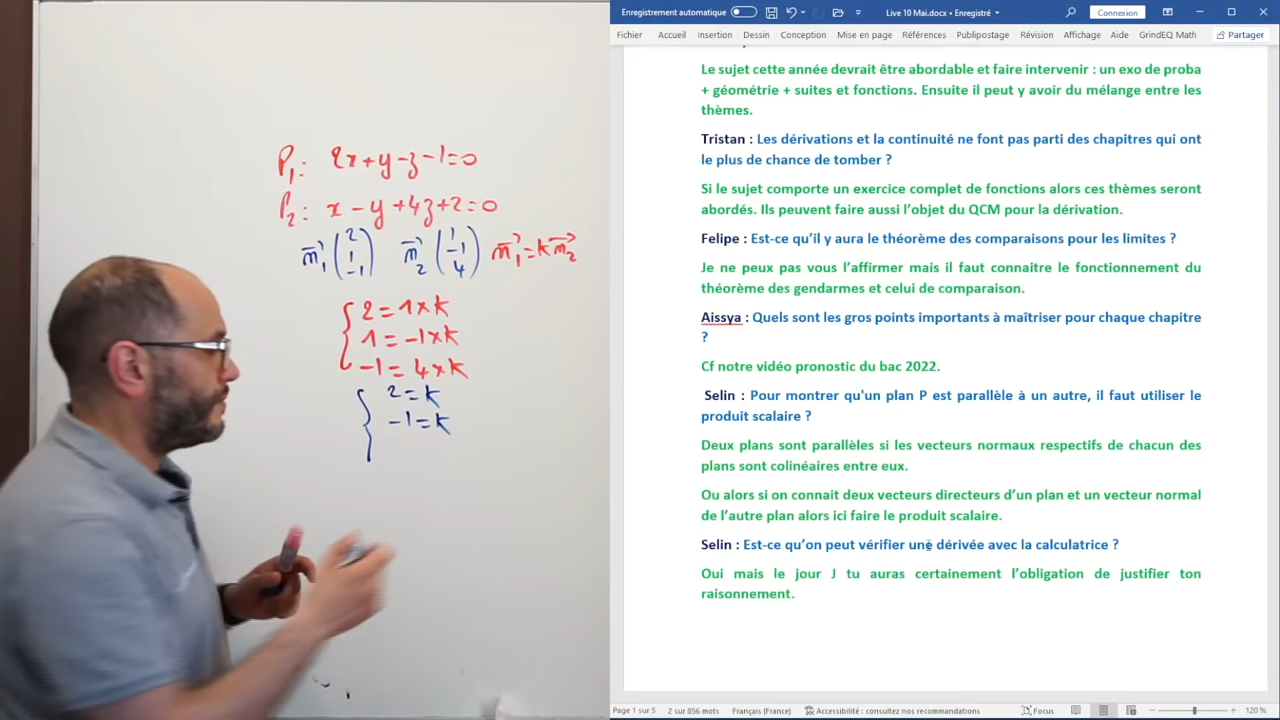 P₁: 2x+y-z-1=0
P₂: x-y+4z+2=0
n⃗₁ (2 1 -1) n⃗₂ (1 -1 4) n⃗₁=kn⃗₂
{ 2=1×k
1=-1×k
-1=4×k
{ 2=k
-1=k
Enregistrement automatique
Live 10 Mai.docx • Enregistré
Connexion
Fichier Accueil Insertion Dessin Conception Mise en page Références Publipostage Révision Affichage Aide GrindEQ Math Partager
Le sujet cette année devrait être abordable et faire intervenir : un exo de proba
+ géométrie + suites et fonctions. Ensuite il peut y avoir du mélange entre les
thèmes.
Tristan : Les dérivations et la continuité ne font pas parti des chapitres qui ont
le plus de chance de tomber ?
Si le sujet comporte un exercice complet de fonctions alors ces thèmes seront
abordés. Ils peuvent faire aussi l’objet du QCM pour la dérivation.
Felipe : Est-ce qu’il y aura le théorème des comparaisons pour les limites ?
Je ne peux pas vous l’affirmer mais il faut connaitre le fonctionnement du
théorème des gendarmes et celui de comparaison.
Aissya : Quels sont les gros points importants à maîtriser pour chaque chapitre
?
Cf notre vidéo pronostic du bac 2022.
Selin : Pour montrer qu'un plan P est parallèle à un autre, il faut utiliser le
produit scalaire ?
Deux plans sont parallèles si les vecteurs normaux respectifs de chacun des
plans sont colinéaires entre eux.
Ou alors si on connait deux vecteurs directeurs d’un plan et un vecteur normal
de l’autre plan alors ici faire le produit scalaire.
Selin : Est-ce qu’on peut vérifier une dérivée avec la calculatrice ?
Oui mais le jour J tu auras certainement l’obligation de justifier ton
raisonnement.
Page 1 sur 5 2 sur 856 mots Français (France) Accessibilité : consultez nos recommandations Focus 120 %